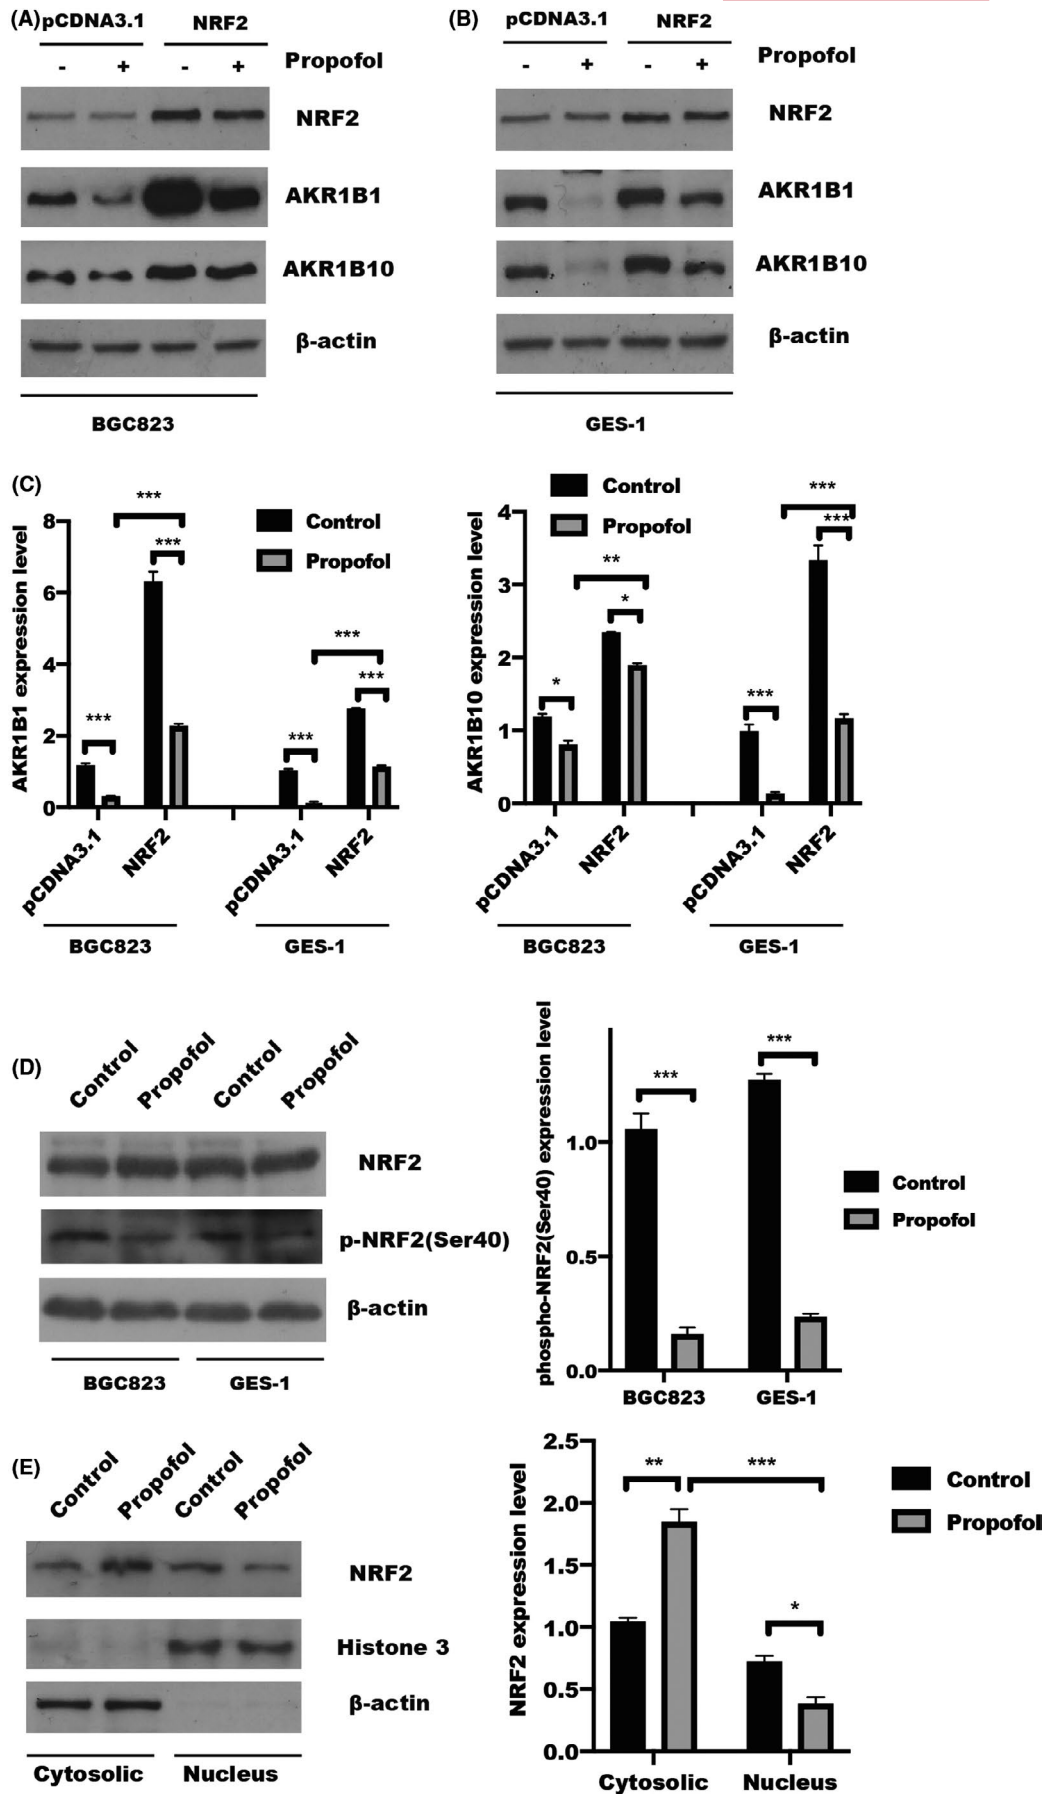 (A) pCDNA3.1 NRF2
- + - + Propofol
NRF2
AKR1B1
AKR1B10
β-actin
BGC823
(B) pCDNA3.1 NRF2
- + - + Propofol
NRF2
AKR1B1
AKR1B10
β-actin
GES-1
(C)
AKR1B1 expression level
8
6
4
2
0
Control
Propofol
*** *** *** *** *** ***
pCDNA3.1 NRF2 pCDNA3.1 NRF2
BGC823 GES-1
AKR1B10 expression level
4
3
2
1
0
Control
Propofol
* ** * *** *** ***
pCDNA3.1 NRF2 pCDNA3.1 NRF2
BGC823 GES-1
(D)
Control Propofol Control Propofol
NRF2
p-NRF2(Ser40)
β-actin
BGC823 GES-1
phospho-NRF2(Ser40) expression level
1.0
0.5
0.0
*** ***
Control
Propofol
BGC823 GES-1
(E)
Control Propofol Control Propofol
NRF2
Histone 3
β-actin
Cytosolic Nucleus
NRF2 expression level
2.5
2.0
1.5
1.0
0.5
0.0
** *** *
Control
Propofol
Cytosolic Nucleus